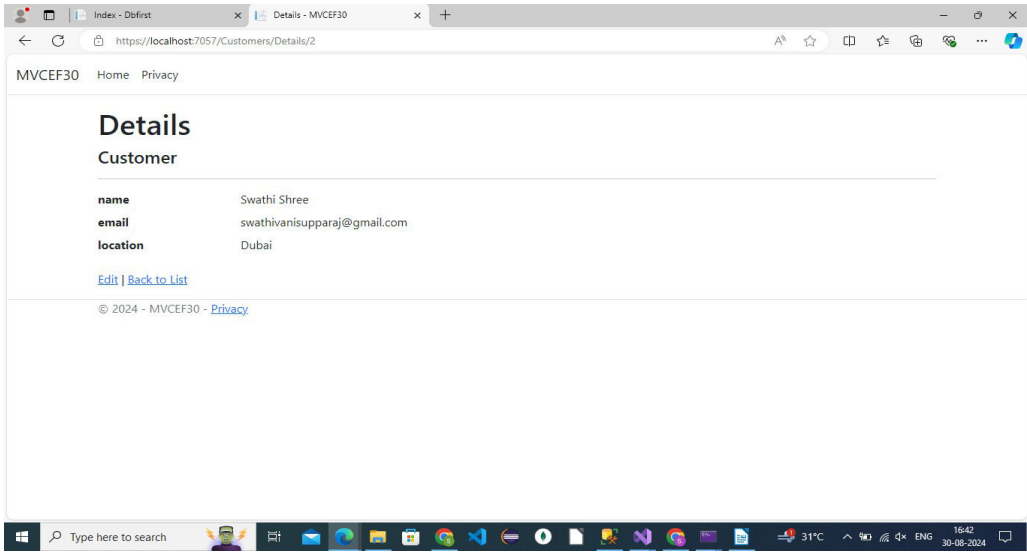 Index - Dbfirst
Details - MVCEF30
https://localhost:7057/Customers/Details/2
MVCEF30 Home Privacy
Details
Customer
name Swathi Shree
email swathivanisupparaj@gmail.com
location Dubai
Edit | Back to List
© 2024 - MVCEF30 - Privacy
Type here to search
31°C
ENG
16:42
30-08-2024